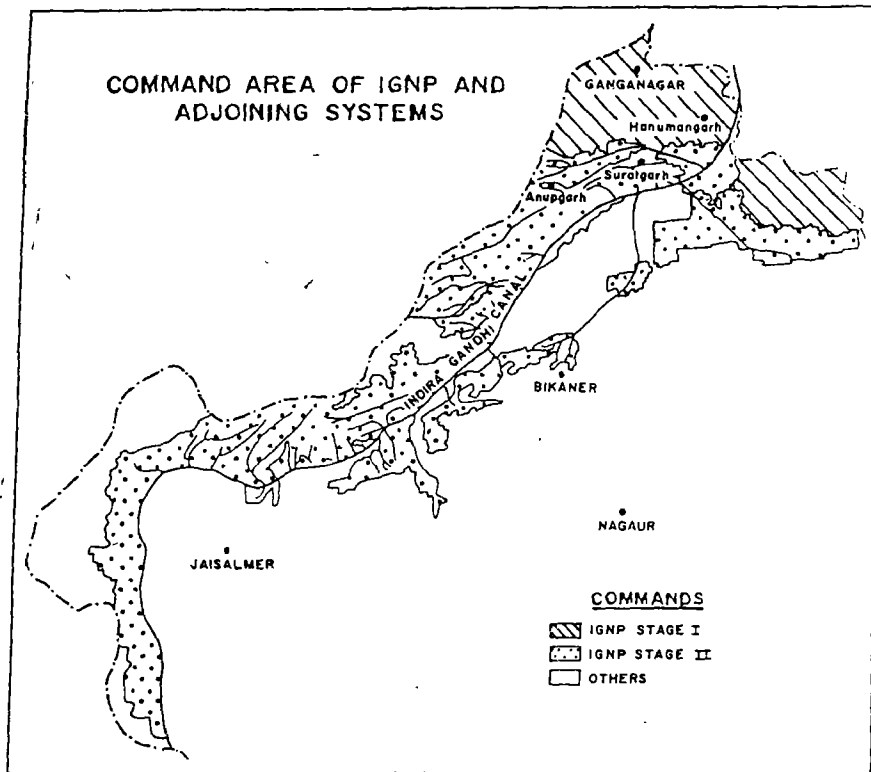 COMMAND AREA OF IGNP AND
ADJOINING SYSTEMS
GANGANAGAR
Hanumangarh
Suratgarh
Anupgarh
INDIRA GANDHI CANAL
BIKANER
NAGAUR
JAISALMER
COMMANDS
IGNP STAGE I
IGNP STAGE II
OTHERS